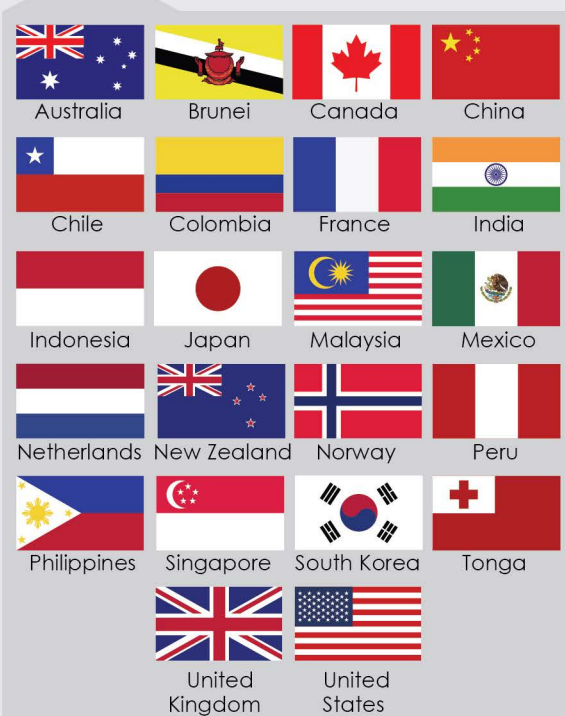 Australia Brunei Canada China
Chile Colombia France India
Indonesia Japan Malaysia Mexico
Netherlands New Zealand Norway Peru
Philippines Singapore South Korea Tonga
United United
Kingdom States